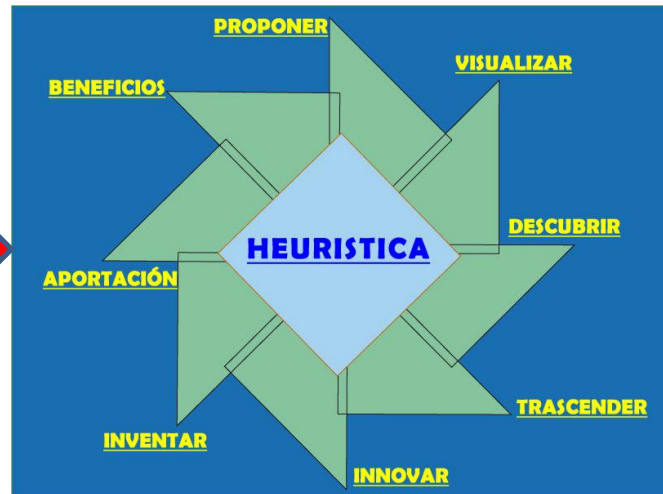 PROPONER
VISUALIZAR
BENEFICIOS
DESCUBRIR
HEURISTICA
APORTACIÓN
TRASCENDER
INVENTAR
INNOVAR